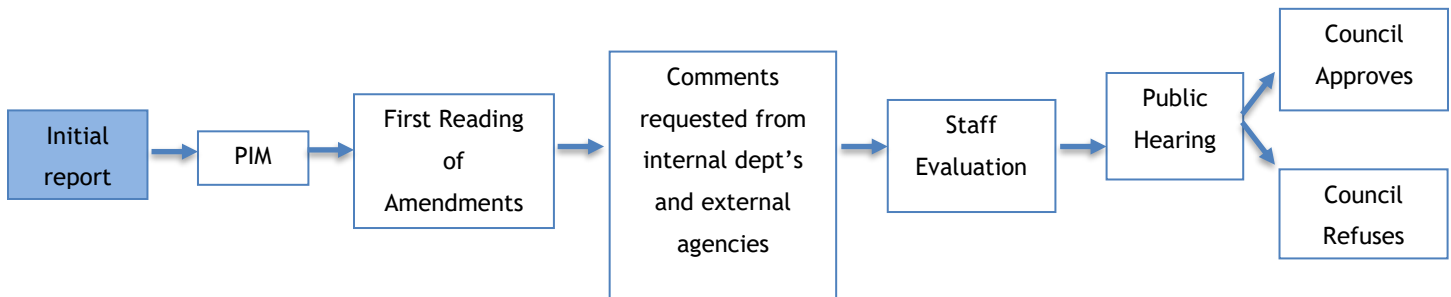 Initial
report
PIM
First Reading
of
Amendments
Comments
requested from
internal dept’s
and external
agencies
Staff
Evaluation
Public
Hearing
Council
Approves
Council
Refuses